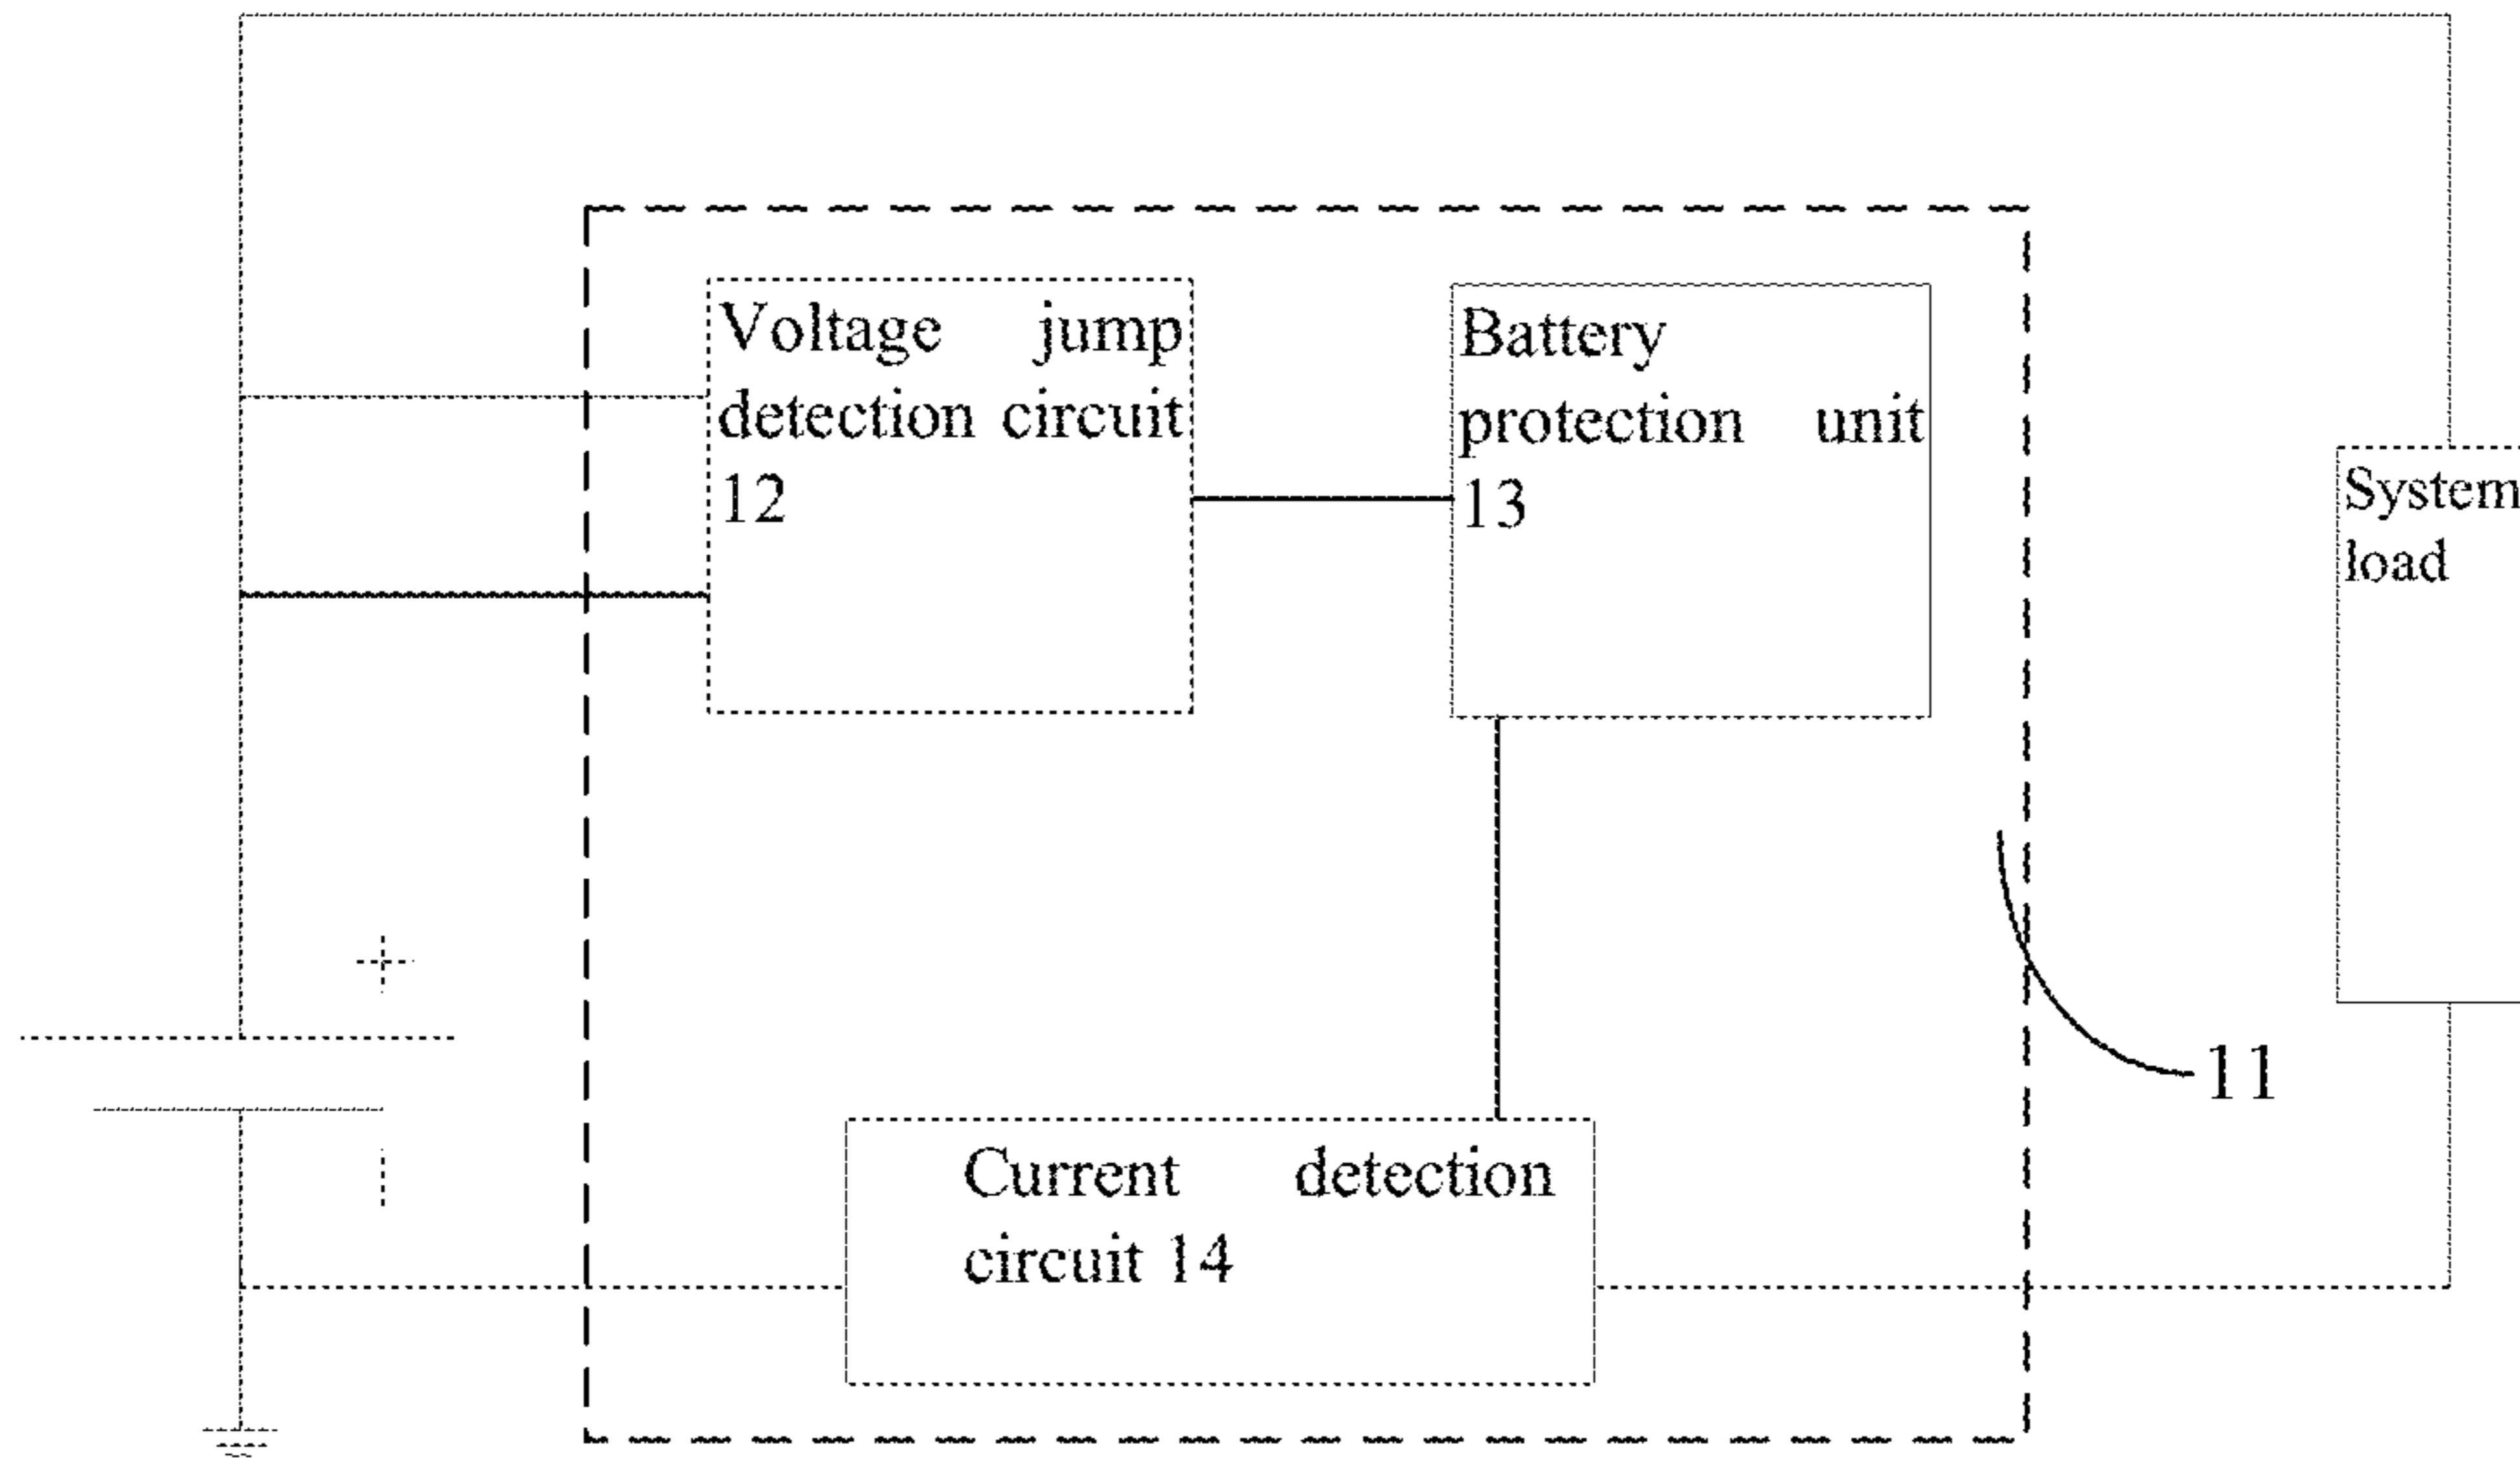 Voltage jump
detection circuit
12
Battery
protection unit
13
System
load
+
11
Current detection
circuit 14